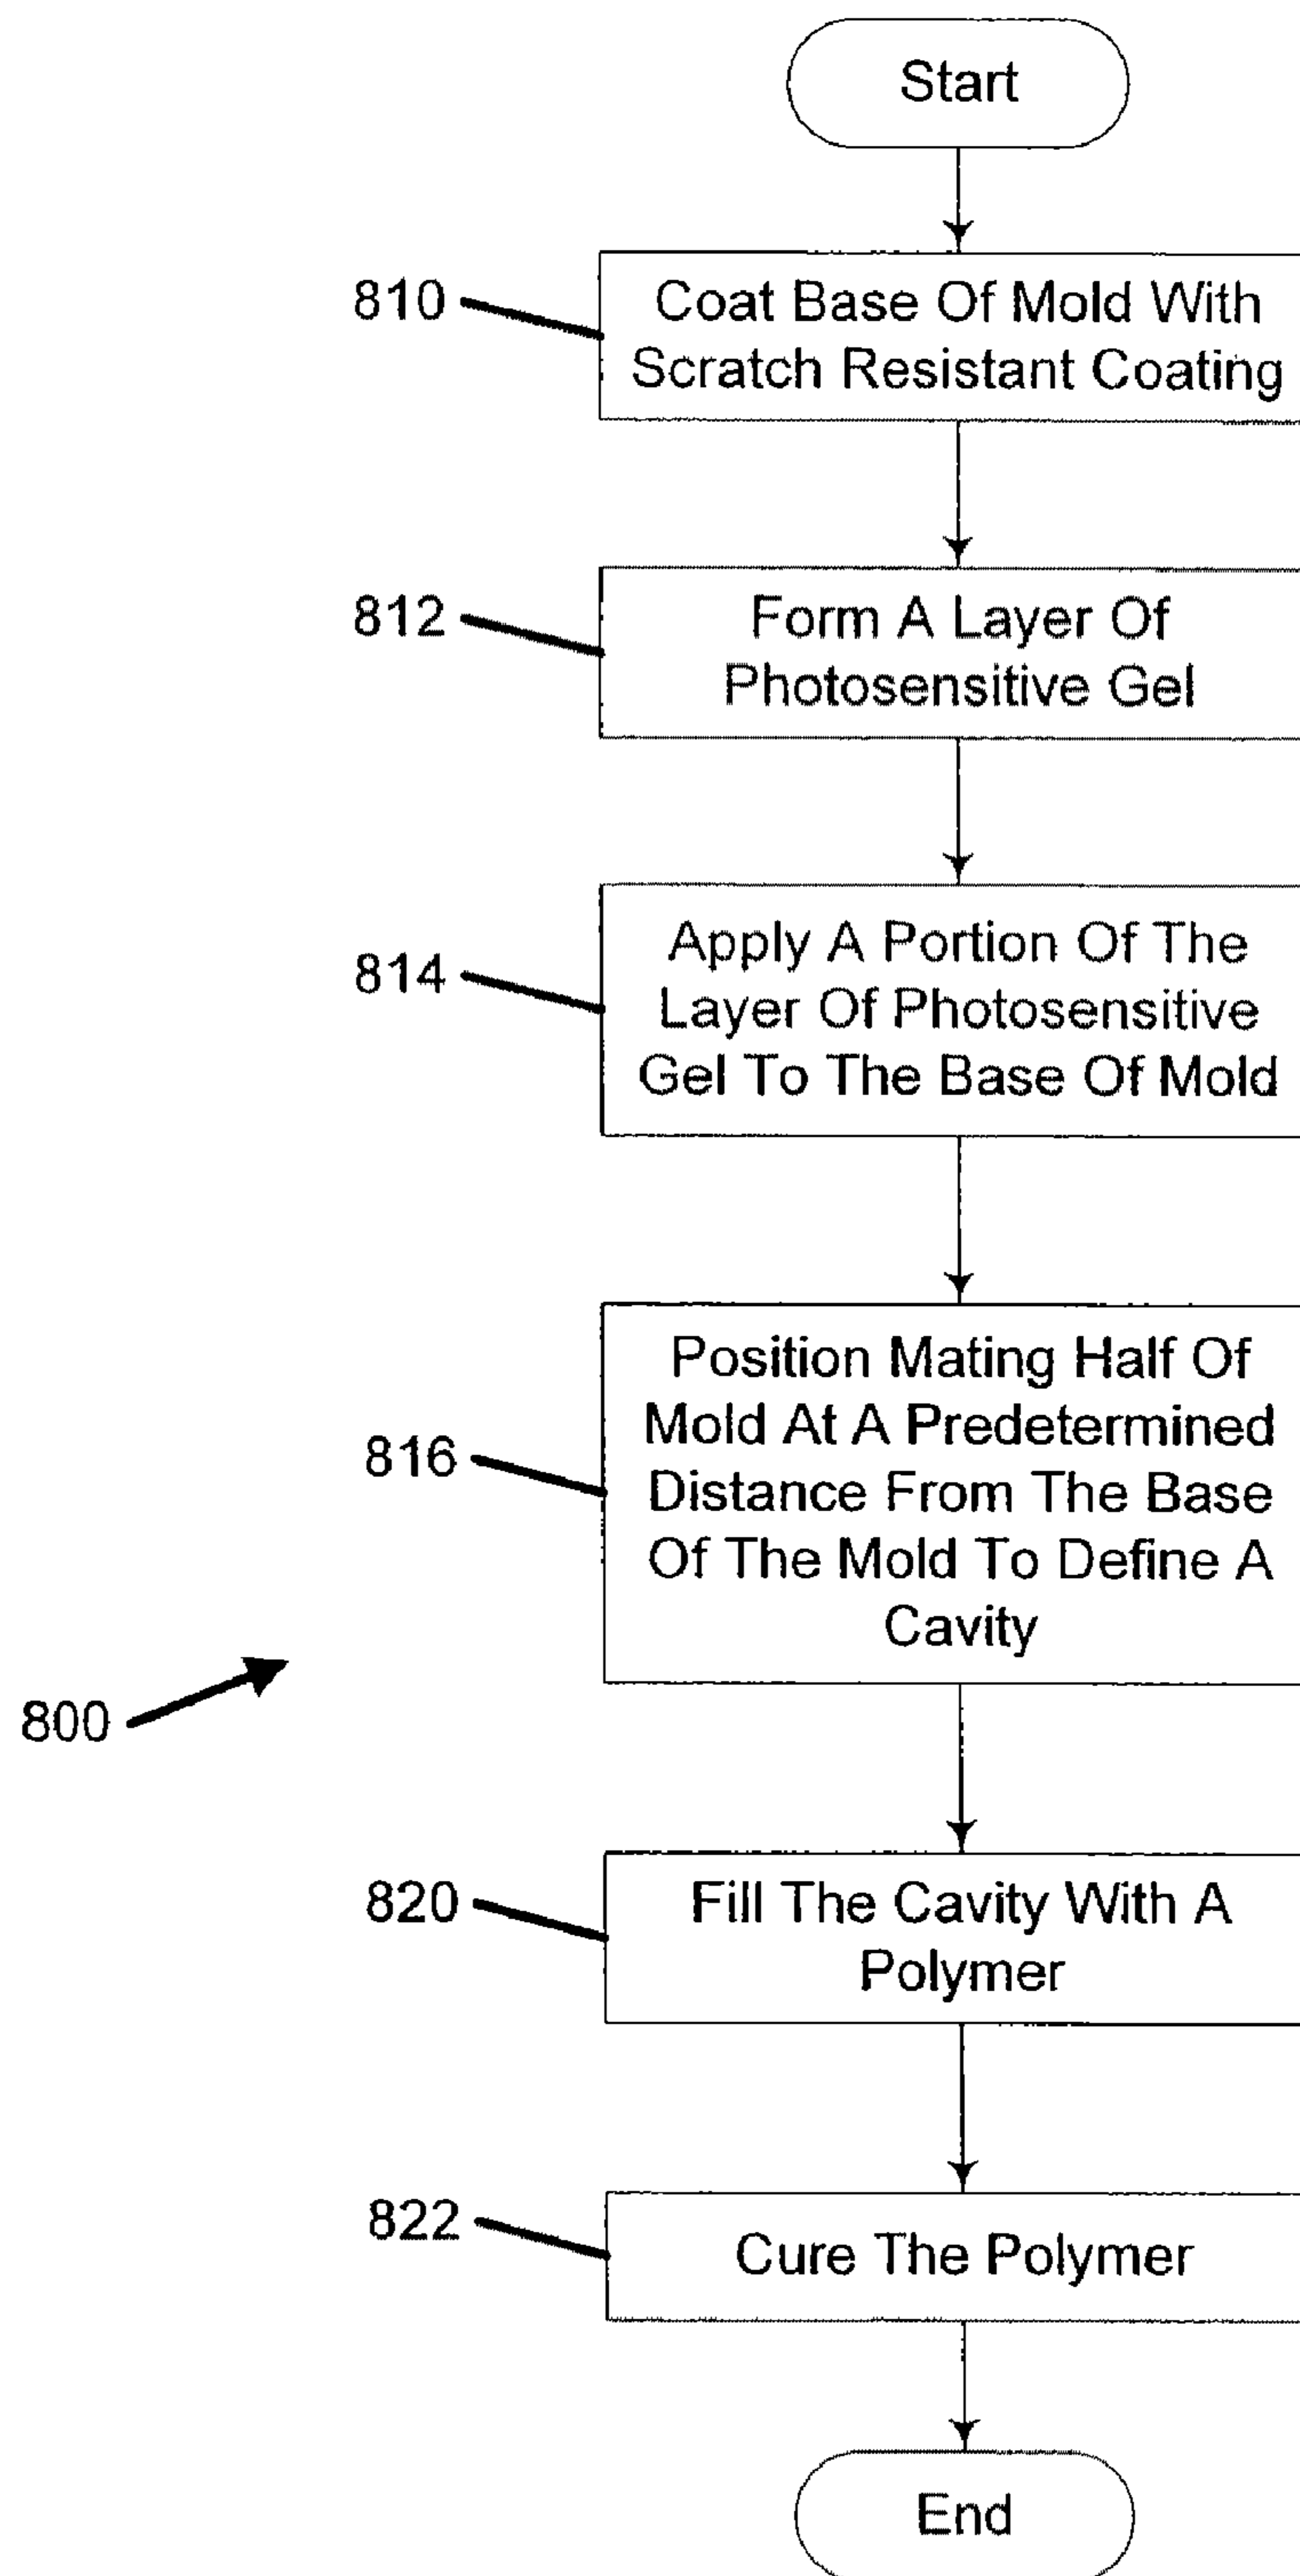 Start
810
Coat Base Of Mold With
Scratch Resistant Coating
812
Form A Layer Of
Photosensitive Gel
814
Apply A Portion Of The
Layer Of Photosensitive
Gel To The Base Of Mold
816
Position Mating Half Of
Mold At A Predetermined
Distance From The Base
Of The Mold To Define A
Cavity
800
820
Fill The Cavity With A
Polymer
822
Cure The Polymer
End